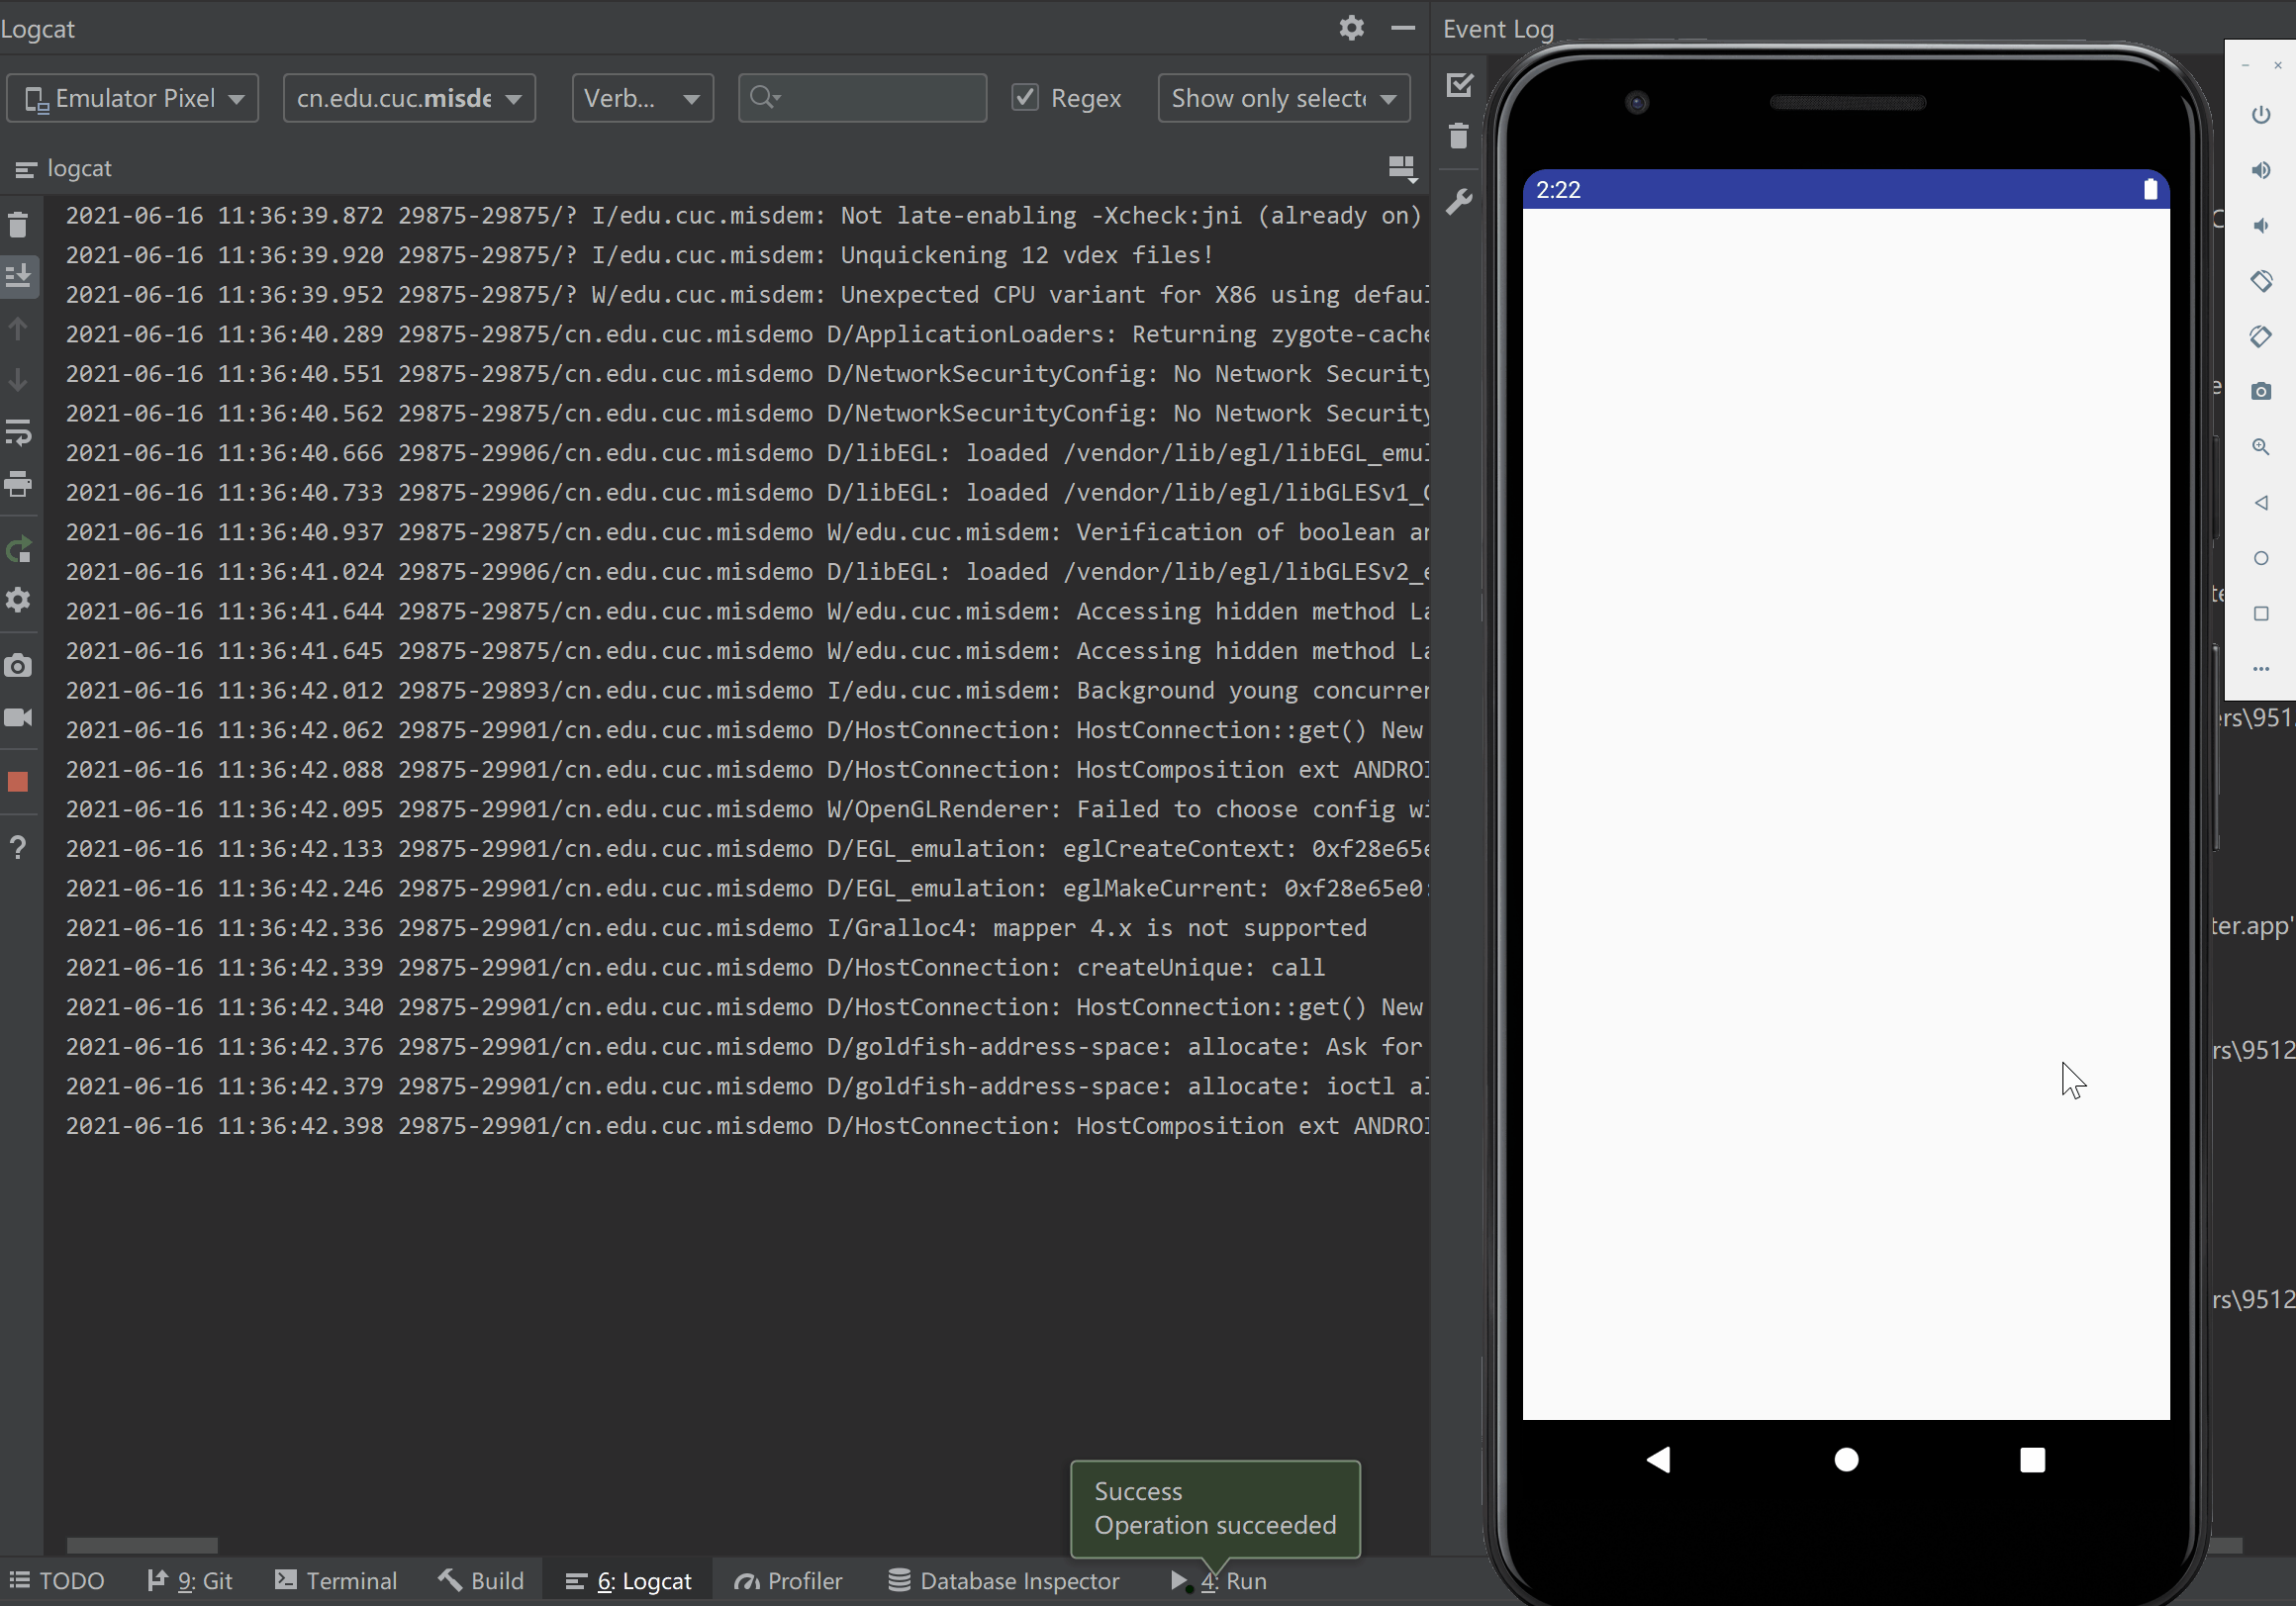 Logcat
Event Log
Emulator Pixel
cn.edu.cuc.misde
Verb...
Regex
Show only select
logcat
2021-06-16 11:36:39.872 29875-29875/? I/edu.cuc.misdem: Not late-enabling -Xcheck:jni (already on)
2021-06-16 11:36:39.920 29875-29875/? I/edu.cuc.misdem: Unquickening 12 vdex files!
2021-06-16 11:36:39.952 29875-29875/? W/edu.cuc.misdem: Unexpected CPU variant for X86 using defaul
2021-06-16 11:36:40.289 29875-29875/cn.edu.cuc.misdemo D/ApplicationLoaders: Returning zygote-cache
2021-06-16 11:36:40.551 29875-29875/cn.edu.cuc.misdemo D/NetworkSecurityConfig: No Network Security
2021-06-16 11:36:40.562 29875-29875/cn.edu.cuc.misdemo D/NetworkSecurityConfig: No Network Security
2021-06-16 11:36:40.666 29875-29906/cn.edu.cuc.misdemo D/libEGL: loaded /vendor/lib/egl/libEGL_emul
2021-06-16 11:36:40.733 29875-29906/cn.edu.cuc.misdemo D/libEGL: loaded /vendor/lib/egl/libGLESv1_
2021-06-16 11:36:40.937 29875-29875/cn.edu.cuc.misdemo W/edu.cuc.misdem: Verification of boolean an
2021-06-16 11:36:41.024 29875-29906/cn.edu.cuc.misdemo D/libEGL: loaded /vendor/lib/egl/libGLESv2_e
2021-06-16 11:36:41.644 29875-29875/cn.edu.cuc.misdemo W/edu.cuc.misdem: Accessing hidden method La
2021-06-16 11:36:41.645 29875-29875/cn.edu.cuc.misdemo W/edu.cuc.misdem: Accessing hidden method La
2021-06-16 11:36:42.012 29875-29893/cn.edu.cuc.misdemo I/edu.cuc.misdem: Background young concurren
2021-06-16 11:36:42.062 29875-29901/cn.edu.cuc.misdemo D/HostConnection: HostConnection::get() New
2021-06-16 11:36:42.088 29875-29901/cn.edu.cuc.misdemo D/HostConnection: HostComposition ext ANDROI
2021-06-16 11:36:42.095 29875-29901/cn.edu.cuc.misdemo W/OpenGLRenderer: Failed to choose config wi
2021-06-16 11:36:42.133 29875-29901/cn.edu.cuc.misdemo D/EGL_emulation: eglCreateContext: 0xf28e65e
2021-06-16 11:36:42.246 29875-29901/cn.edu.cuc.misdemo D/EGL_emulation: eglMakeCurrent: 0xf28e65e0:
2021-06-16 11:36:42.336 29875-29901/cn.edu.cuc.misdemo I/Gralloc4: mapper 4.x is not supported
2021-06-16 11:36:42.339 29875-29901/cn.edu.cuc.misdemo D/HostConnection: createUnique: call
2021-06-16 11:36:42.340 29875-29901/cn.edu.cuc.misdemo D/HostConnection: HostConnection::get() New
2021-06-16 11:36:42.376 29875-29901/cn.edu.cuc.misdemo D/goldfish-address-space: allocate: Ask for
2021-06-16 11:36:42.379 29875-29901/cn.edu.cuc.misdemo D/goldfish-address-space: allocate: ioctl al
2021-06-16 11:36:42.398 29875-29901/cn.edu.cuc.misdemo D/HostConnection: HostComposition ext ANDROI
2:22
ers\951
ter.app'
rs\9512
rs\9512
Success
Operation succeeded
TODO
9: Git
Terminal
Build
6: Logcat
Profiler
Database Inspector
4: Run